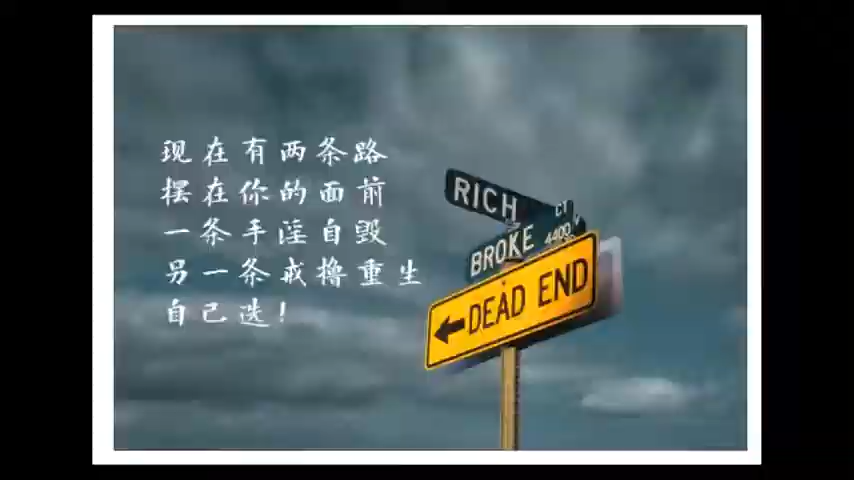 现在有两条路
摆在你的面前
一条手淫自毁
另一条戒撸重生
自己选！
RICH CT
BROKE 4400 V
DEAD END